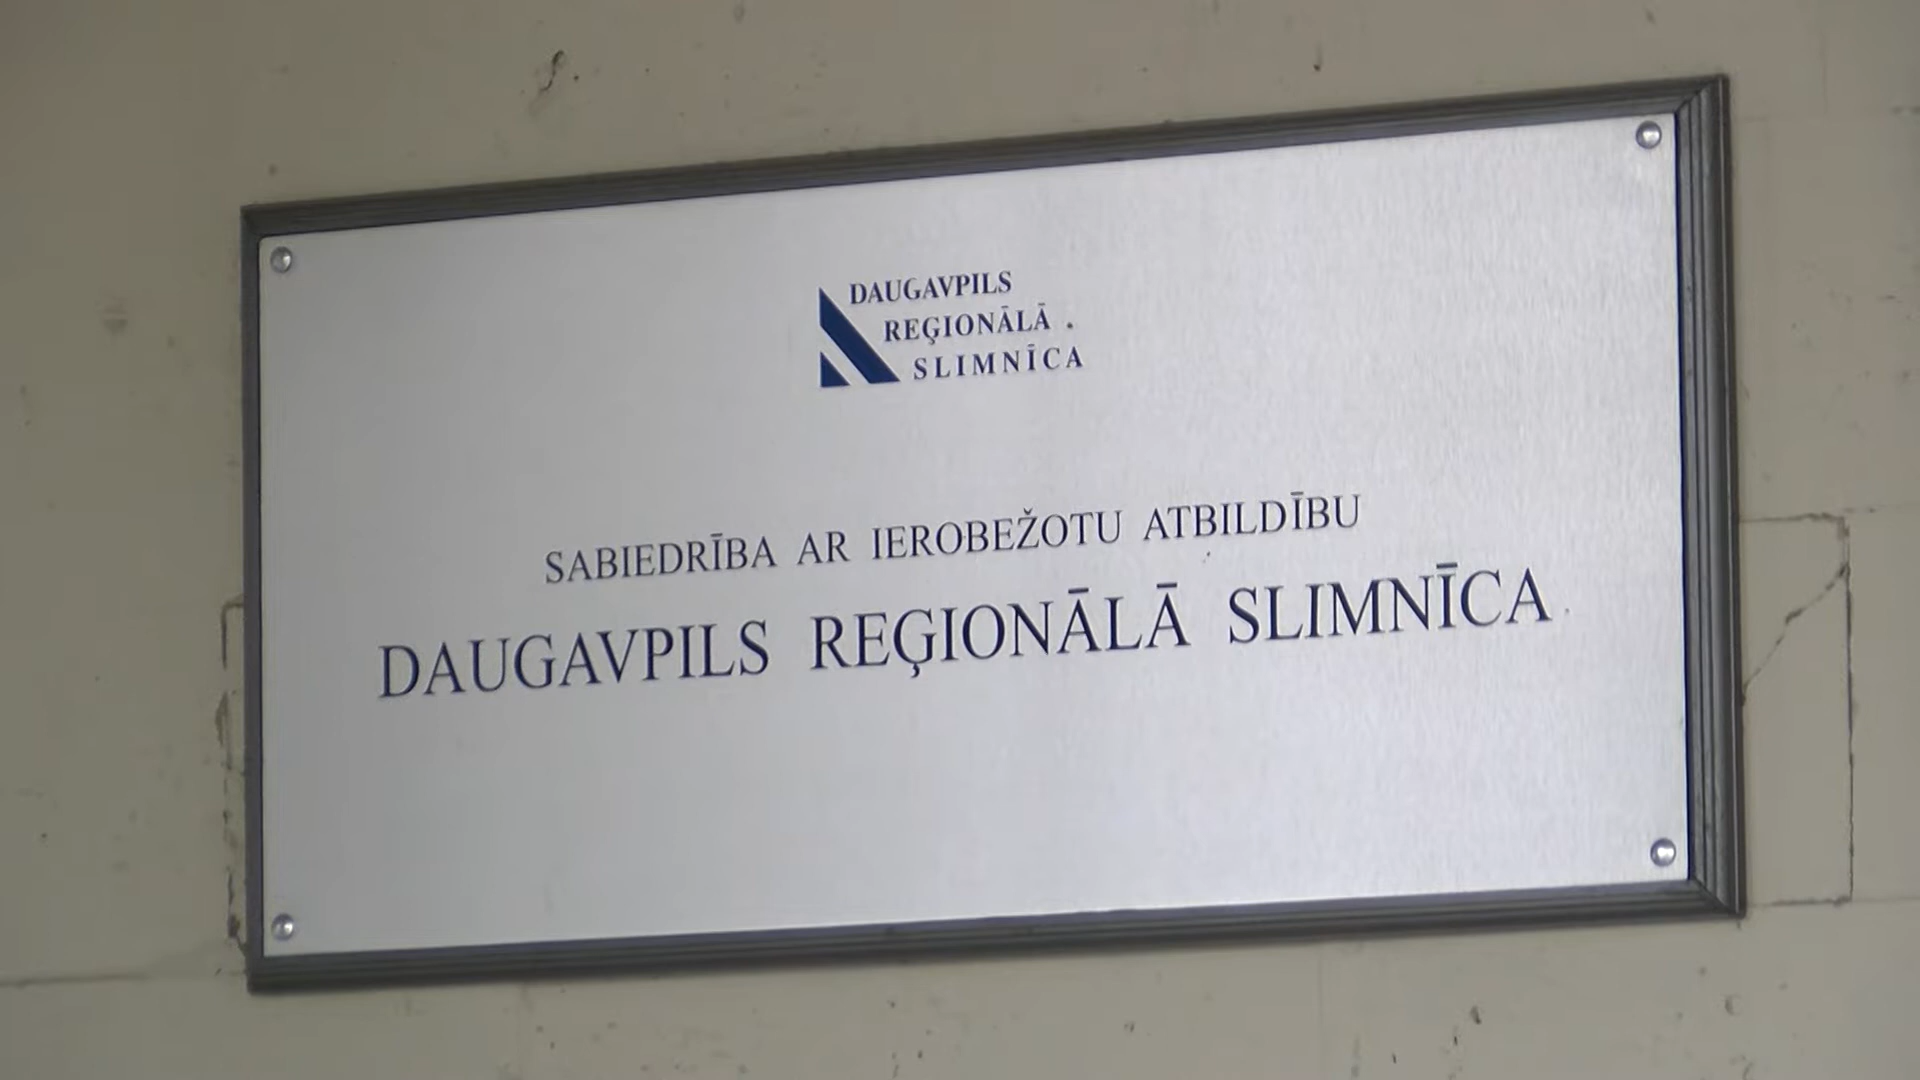 DAUGAVPILS
REĢIONĀLĀ
SLIMNĪCA
SABIEDRĪBA AR IEROBEŽOTU ATBILDĪBU
DAUGAVPILS REĢIONĀLĀ SLIMNĪCA